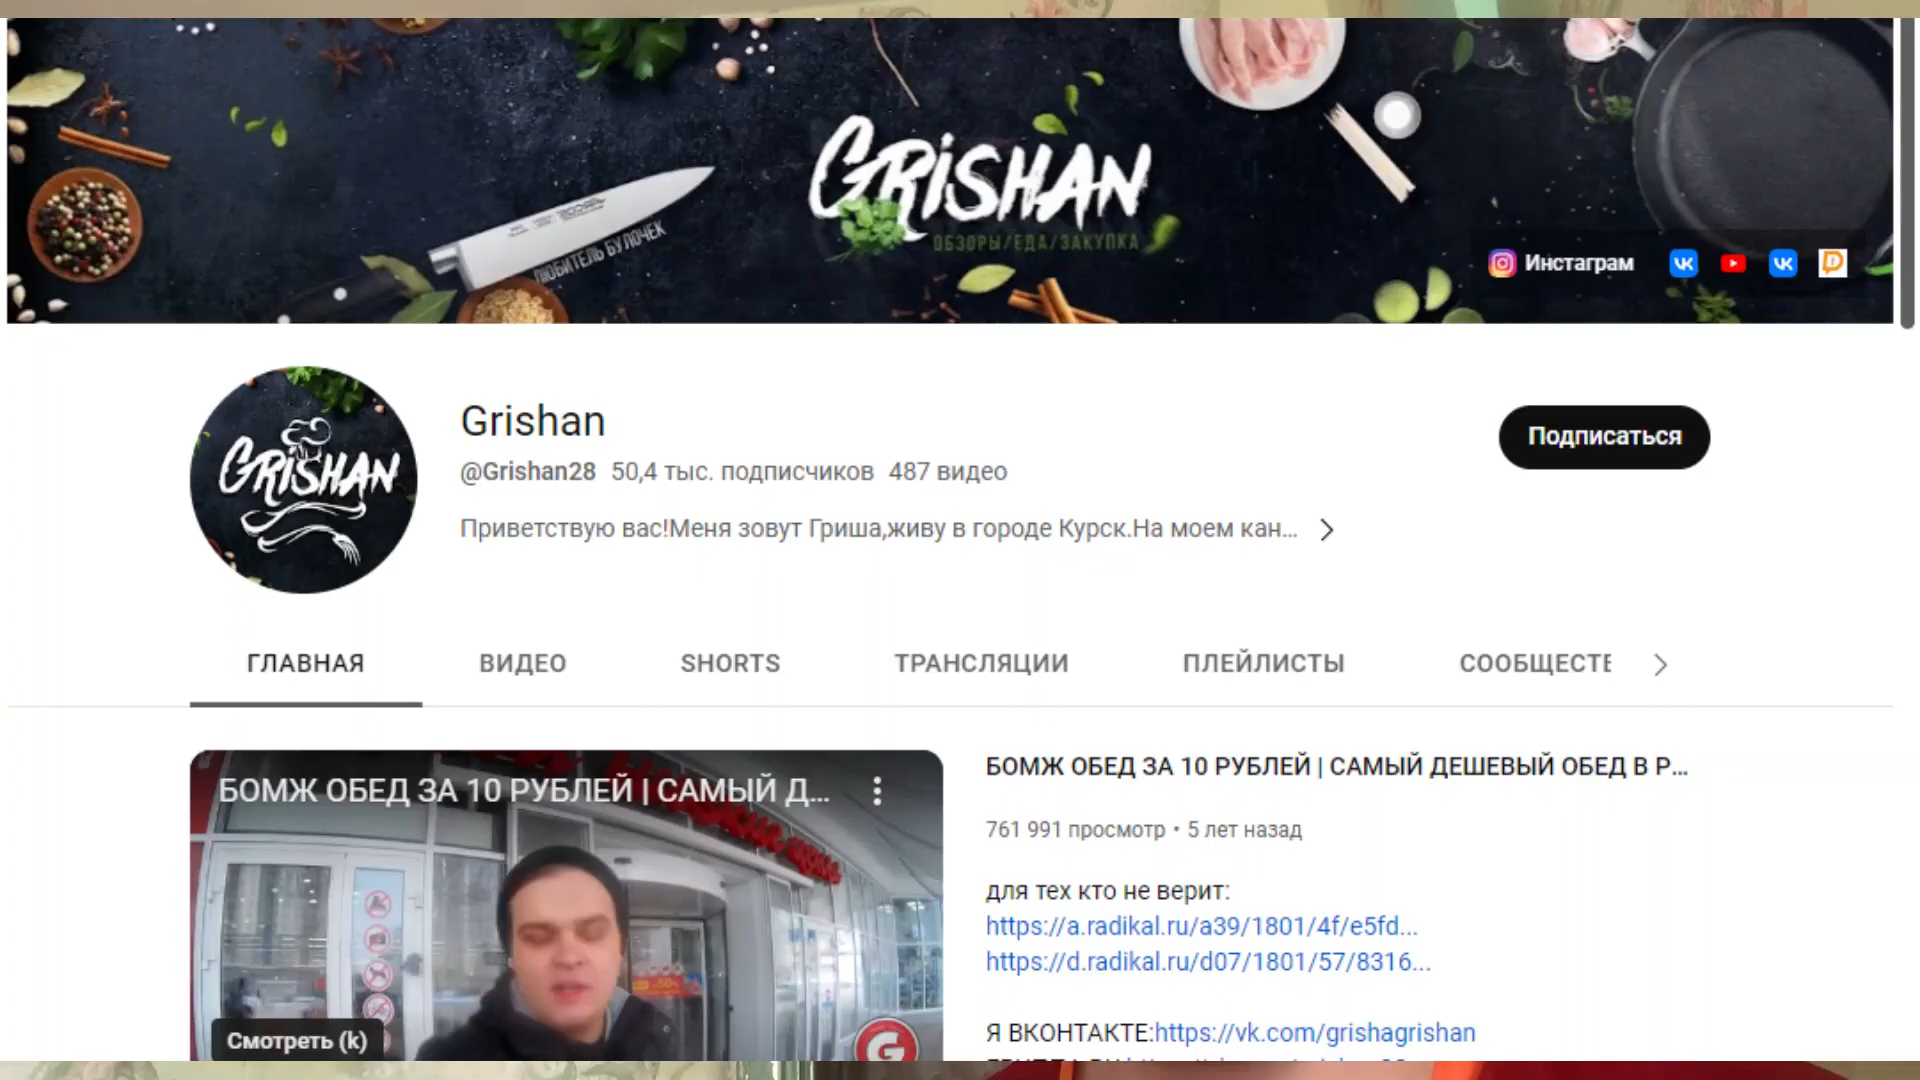 GRiSHAN
ОБЗОРЫ/ЕДА/ЗАКУПКА
ЛЮБИТЕЛЬ БУЛОЧЕК
Инстаграм
GRiSHAN
Grishan
@Grishan28 50,4 тыс. подписчиков 487 видео
Приветствую вас!Меня зовут Гриша,живу в городе Курск.На моем кан...
Подписаться
ГЛАВНАЯ ВИДЕО SHORTS ТРАНСЛЯЦИИ ПЛЕЙЛИСТЫ СООБЩЕСТ
БОМЖ ОБЕД ЗА 10 РУБЛЕЙ | САМЫЙ Д...
Смотреть (k)
G
БОМЖ ОБЕД ЗА 10 РУБЛЕЙ | САМЫЙ ДЕШЕВЫЙ ОБЕД В Р...
761 991 просмотр • 5 лет назад
для тех кто не верит:
https://a.radikal.ru/a39/1801/4f/e5fd...
https://d.radikal.ru/d07/1801/57/8316...
Я ВКОНТАКТЕ:https://vk.com/grishagrishan